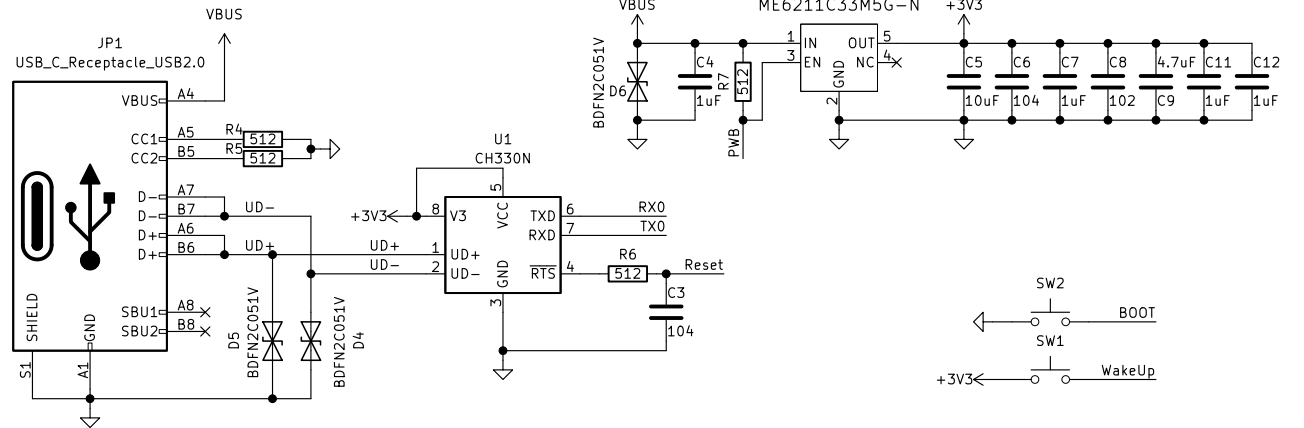 VBUS
JP1
USB_C_Receptacle_USB2.0
VBUS A4
CC1 A5
CC2 B5
R4 512
R5 512
D- A7
D- B7
D+ A6
D+ B6
UD-
UD+
SBU1 A8
SBU2 B8
SHIELD
GND
S1
A1
D5
BDFN2C051V
BDFN2C051V
D4
UD+
UD-
U1
CH330N
+3V3
8 V3
5
VCC
1 UD+
2 UD-
GND
3
TXD 6 RX0
RXD 7 TX0
RTS 4
R6
512
Reset
C3
104
VBUS
BDFN2C051V
D6
C4
1uF
R7
512
PWB
ME6211C33M5G-N
1 IN
3 EN
OUT 5
NC 4
GND
2
+3V3
C5
10uF
C6
104
C7
1uF
C8
102
4.7uF
C9
C11
1uF
C12
1uF
SW2
BOOT
SW1
+3V3
WakeUp